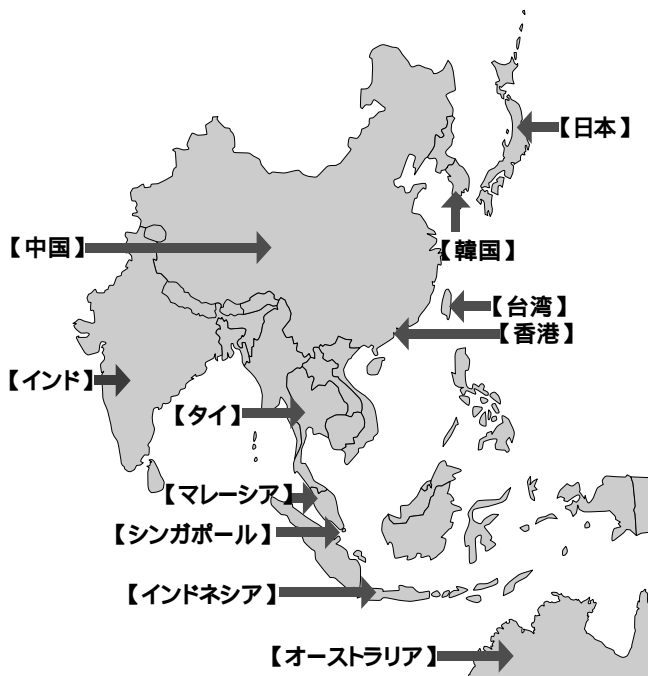 【日本】
【中国】
【韓国】
【台湾】
【香港】
【インド】
【タイ】
【マレーシア】
【シンガポール】
【インドネシア】
【オーストラリア】